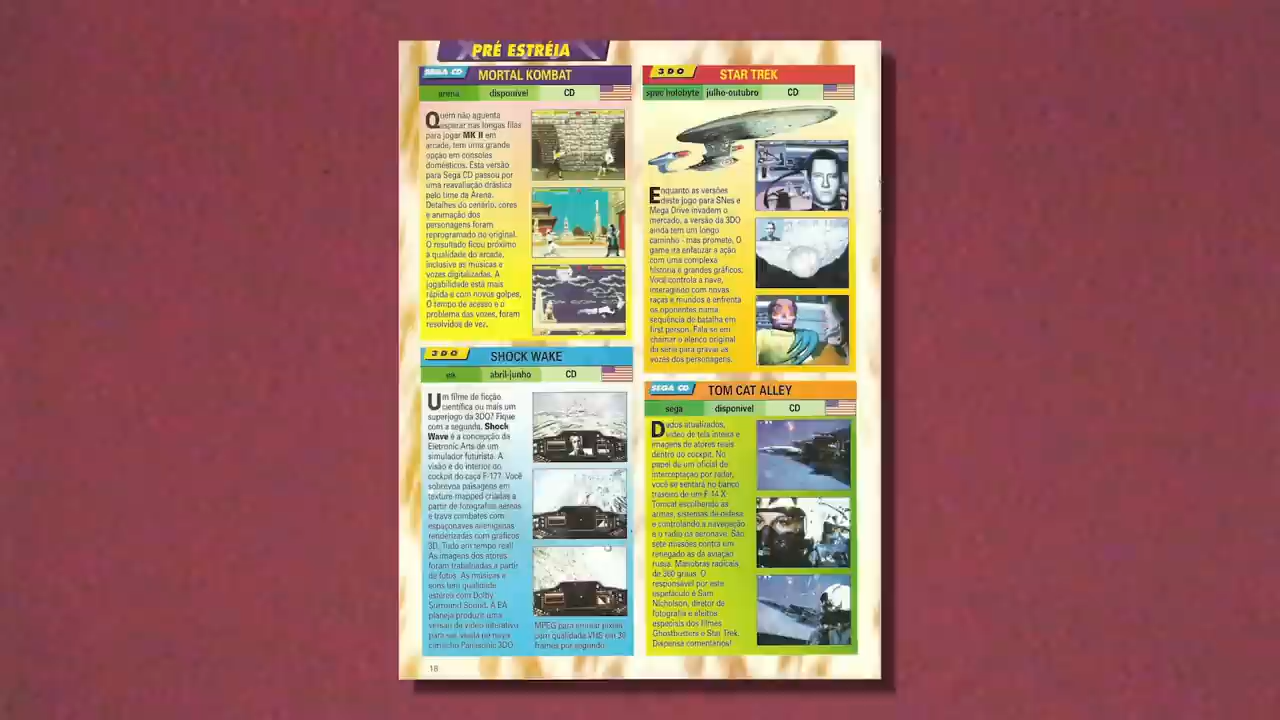 PRÉ ESTRÉIA
SEGA CD MORTAL KOMBAT
arena disponível CD
Quem não aguenta
esperar nas longas filas
para jogar MK II em
arcade, tem uma grande
opção em consoles
domésticos. Esta versão
para Sega CD passou por
uma reavaliação drástica
pelo time da Arena.
Detalhes do cenário, cores
e animação dos
personagens foram
reprogramado do original.
O resultado ficou próximo
à qualidade do arcade,
inclusive as músicas e
vozes digitalizadas. A
jogabilidade está mais
rápida e com novos golpes.
O tempo de acesso e o
problema das vozes, foram
resolvidos de vez.
3DO SHOCK WAKE
ea abril-junho CD
Um filme de ficção
científica ou mais um
superjogo da 3DO? Fique
com a segunda. Shock
Wave é a concepção da
Eletronic Arts de um
simulador futurista. A
visão é do interior do
cockpit do caça F-177. Você
sobrevoa paisagens em
texture-mapped criadas a
partir de fotografias aéreas
e trava combates com
espaçonaves alienígenas
renderizadas com gráficos
3D. Tudo em tempo real!
As imagens dos atores
foram trabalhadas a partir
de fotos. As músicas e
sons tem qualidade
estéreo com Dolby
Surround Sound. A EA
planeja produzir uma
versão de vídeo interativo
para ser
cartucho Panasonic 3DO
MPEG para enviar pixels
com qualidade VHS em 30
frames por segundo.
3DO STAR TREK
spec holobyte julho-outubro CD
Enquanto as versões
deste jogo para SNes e
Mega Drive invadem o
mercado, a versão da 3DO
ainda tem um longo
caminho - mas promete. O
game irá enfatizar a ação
com uma complexa
história e grandes gráficos.
Você controla a nave,
interagindo com novas
raças e mundos e enfrenta
os oponentes numa
sequência de batalha em
first person. Fala-se em
chamar o elenco original
da série para gravar as
vozes dos personagens.
SEGA CD TOM CAT ALLEY
sega disponível CD
Dados atualizados,
vídeo de tela inteira e
imagens de atores reais
dentro do cockpit. No
papel de um oficial de
interceptação por radar,
você se sentará no banco
traseiro de um F-14 X-
Tomcat escolhendo as
armas, sistemas de defesa
e controlando a navegação
e o rádio da aeronave. São
sete missões contra um
renegado ás da aviação
russa. Manobras radicais
de 360 graus. O
responsável por este
espetáculo é Sam
Nicholson, diretor de
fotografia e efeitos
especiais dos filmes
Ghostbusters e Star Trek.
Dispensa comentários!
18